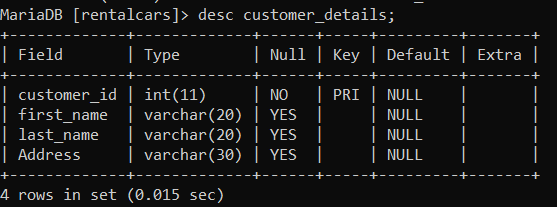 MariaDB [rentalcars]> desc customer_details;
+-------------+-------------+------+-----+---------+-------+
| Field       | Type        | Null | Key | Default | Extra |
+-------------+-------------+------+-----+---------+-------+
| customer_id | int(11)     | NO   | PRI | NULL    |       |
| first_name  | varchar(20) | YES  |     | NULL    |       |
| last_name   | varchar(20) | YES  |     | NULL    |       |
| Address     | varchar(30) | YES  |     | NULL    |       |
+-------------+-------------+------+-----+---------+-------+
4 rows in set (0.015 sec)